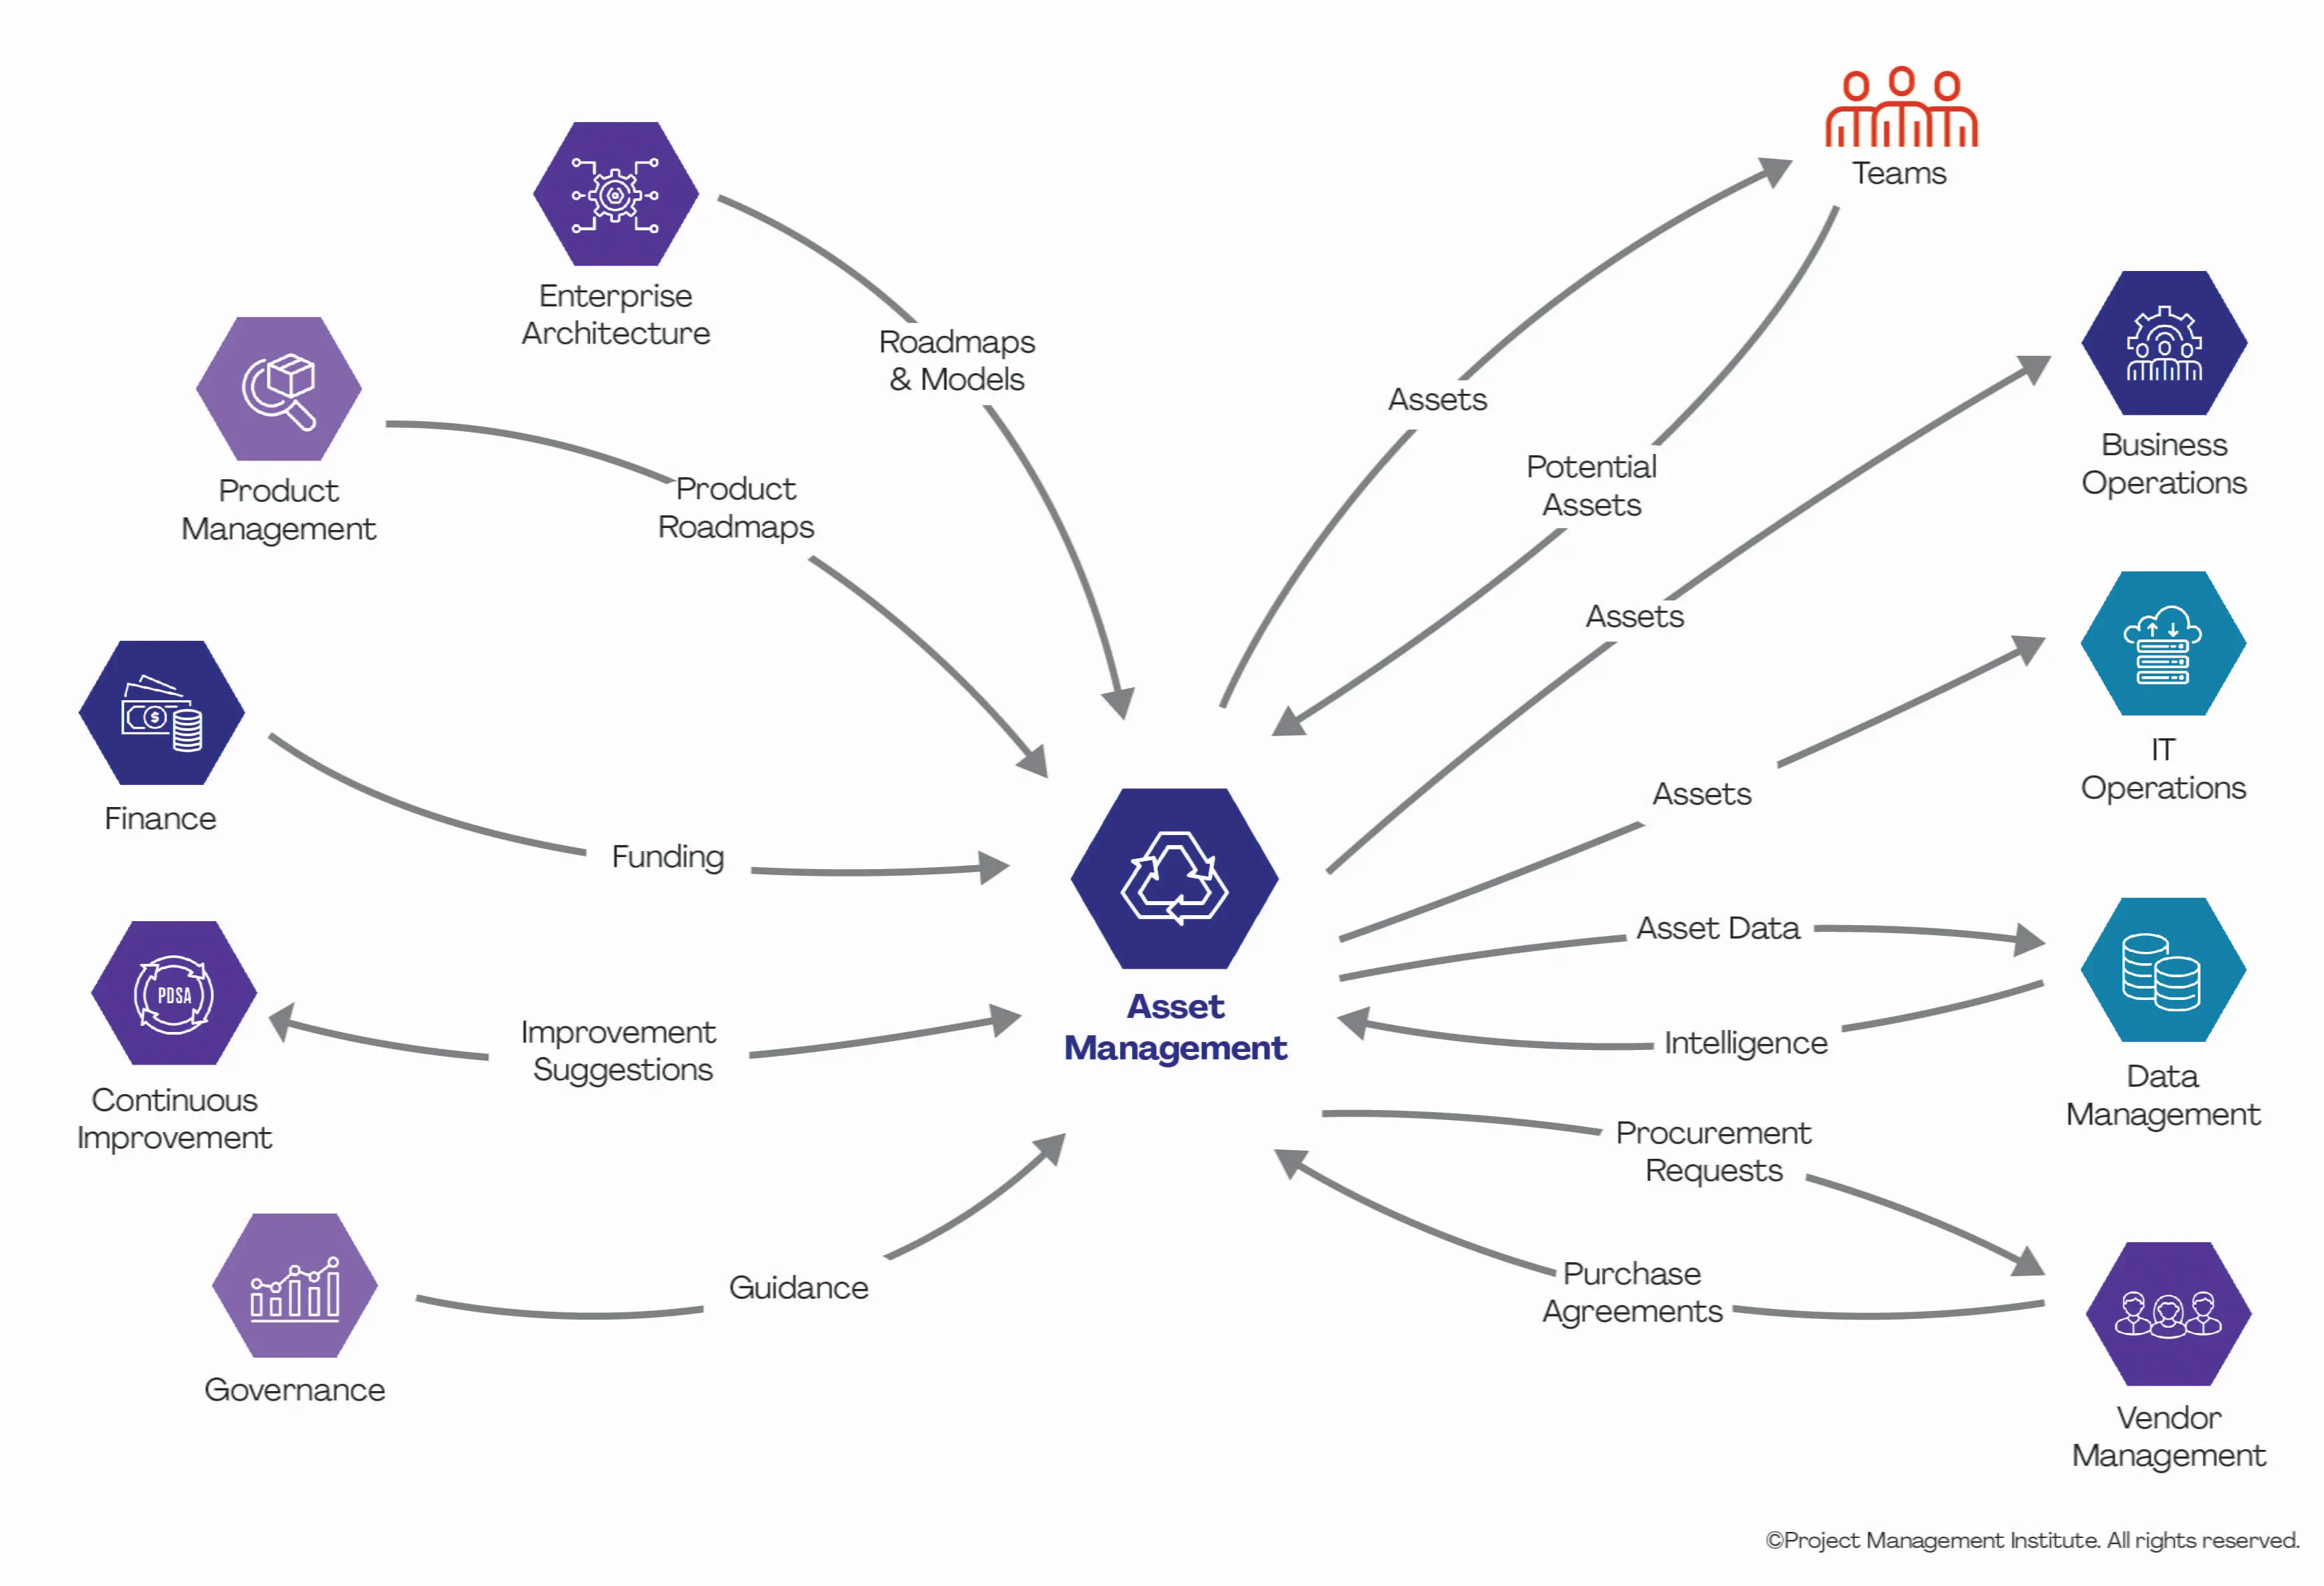 Teams
Enterprise
Architecture
Roadmaps
& Models
Assets
Business
Operations
Product
Management
Product
Roadmaps
Potential
Assets
Assets
IT
Operations
Finance
Funding
Assets
Asset Data
PDSA
Continuous
Improvement
Improvement
Suggestions
Asset
Management
Intelligence
Data
Management
Procurement
Requests
Governance
Guidance
Purchase
Agreements
Vendor
Management
©Project Management Institute. All rights reserved.